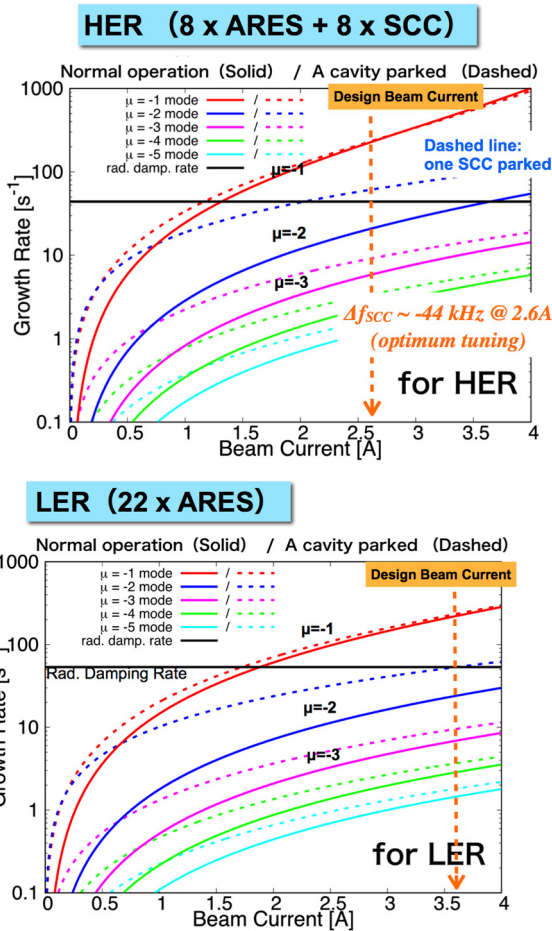 HER （8 x ARES + 8 x SCC）
Normal operation (Solid) / A cavity parked (Dashed)
Growth Rate [s⁻¹]
1000
100
10
1
0.1
μ = -1 mode /
μ = -2 mode /
μ = -3 mode /
μ = -4 mode /
μ = -5 mode /
rad. damp. rate
Design Beam Current
Dashed line:
one SCC parked
μ=-1
μ=-2
μ=-3
Δf_SCC ~ -44 kHz @ 2.6A
(optimum tuning)
for HER
0 0.5 1 1.5 2 2.5 3 3.5 4
Beam Current [A]
LER（22 x ARES）
Normal operation (Solid) / A cavity parked (Dashed)
Growth Rate [s⁻¹]
1000
100
10
1
0.1
μ = -1 mode /
μ = -2 mode /
μ = -3 mode /
μ = -4 mode /
μ = -5 mode /
rad. damp. rate
Design Beam Current
μ=-1
Rad. Damping Rate
μ=-2
μ=-3
for LER
0 0.5 1 1.5 2 2.5 3 3.5 4
Beam Current [A]